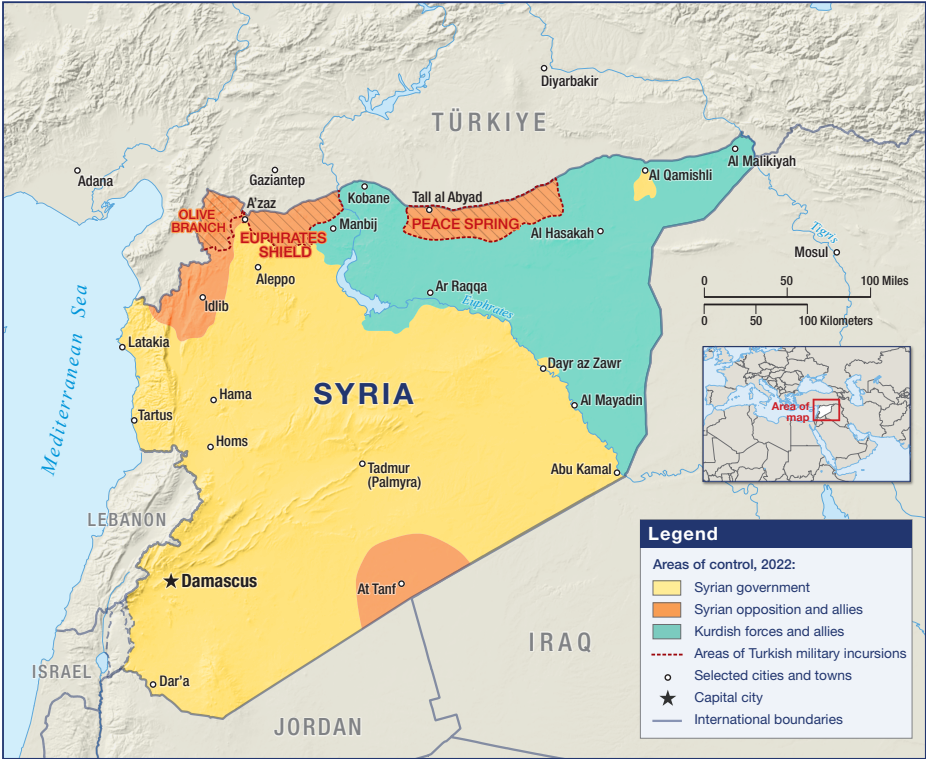 Diyarbakir
TÜRKİYE
Al Malikiyah
Al Qamishli
Adana
Gaziantep
Kobane
Tall al Abyad
A'zaz
OLIVE
BRANCH
Manbij
PEACE SPRING
EUPHRATES
SHIELD
Al Hasakah
Tigris
Mosul
Aleppo
Ar Raqqa
Euphrates
Idlib
0 50 100 Miles
0 50 100 Kilometers
Mediterranean Sea
Latakia
Dayr az Zawr
SYRIA
Hama
Al Mayadin
Area of
map
Tartus
Homs
Tadmur
(Palmyra)
Abu Kamal
LEBANON
Damascus
At Tanf
ISRAEL
IRAQ
Dar'a
JORDAN
Legend
Areas of control, 2022:
Syrian government
Syrian opposition and allies
Kurdish forces and allies
Areas of Turkish military incursions
Selected cities and towns
Capital city
International boundaries